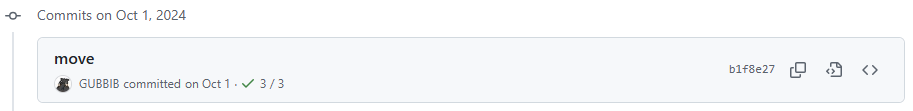 Commits on Oct 1, 2024
move
b1f8e27
GUBBIB committed on Oct 1 · ✓ 3 / 3